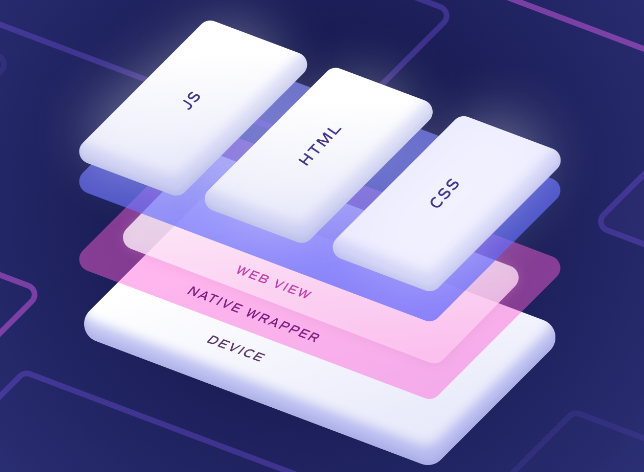 JS
HTML
CSS
WEB VIEW
NATIVE WRAPPER
DEVICE